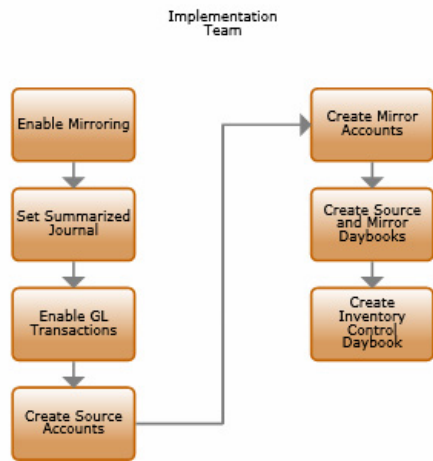 Implementation
Team
Enable Mirroring
Set Summarized
Journal
Enable GL
Transactions
Create Source
Accounts
Create Mirror
Accounts
Create Source
and Mirror
Daybooks
Create
Inventory
Control
Daybook